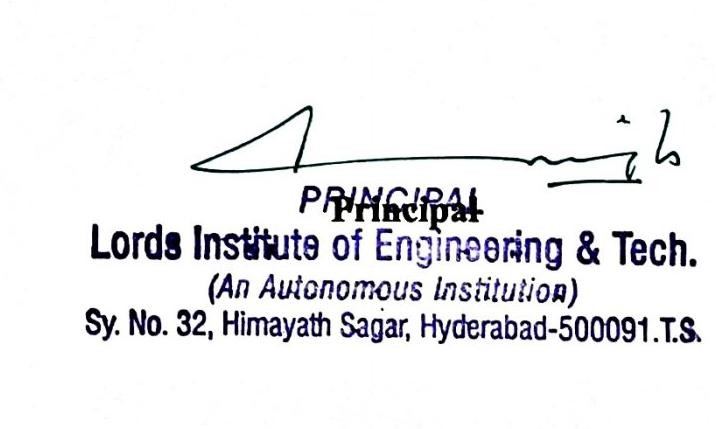 PRINCIPAL
Principal
Lords Institute of Engineering & Tech.
(An Autonomous Institution)
Sy. No. 32, Himayath Sagar, Hyderabad-500091.T.S.